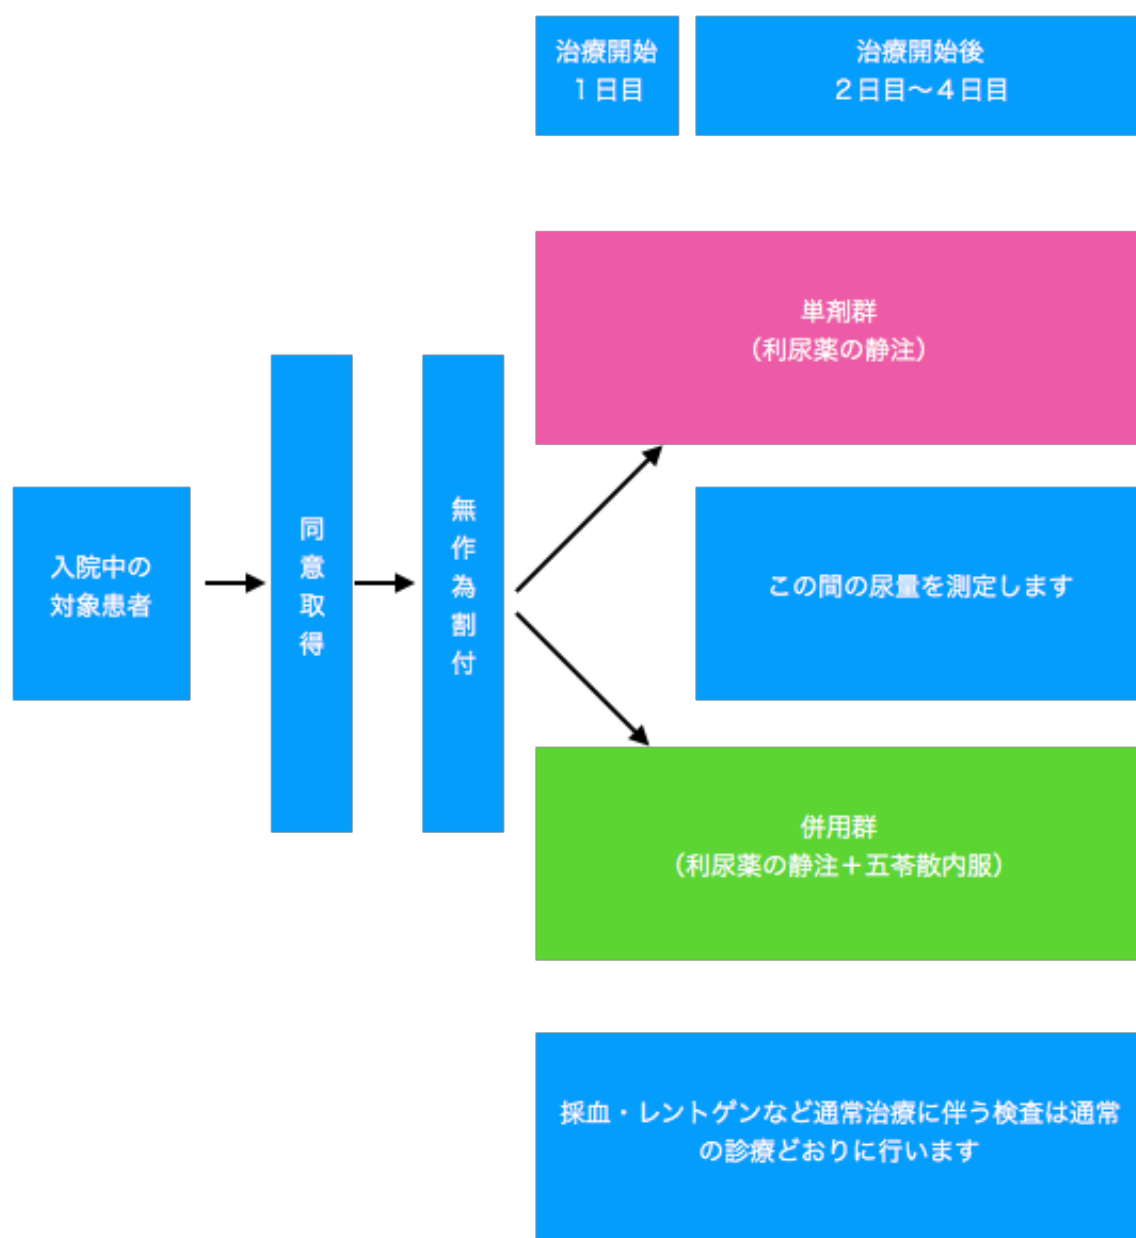 治療開始
１日目
治療開始後
２日目〜４日目
単剤群
（利尿薬の静注）
入院中の
対象患者
同意取得
無作為割付
この間の尿量を測定します
併用群
（利尿薬の静注＋五苓散内服）
採血・レントゲンなど通常治療に伴う検査は通常
の診療どおりに行います